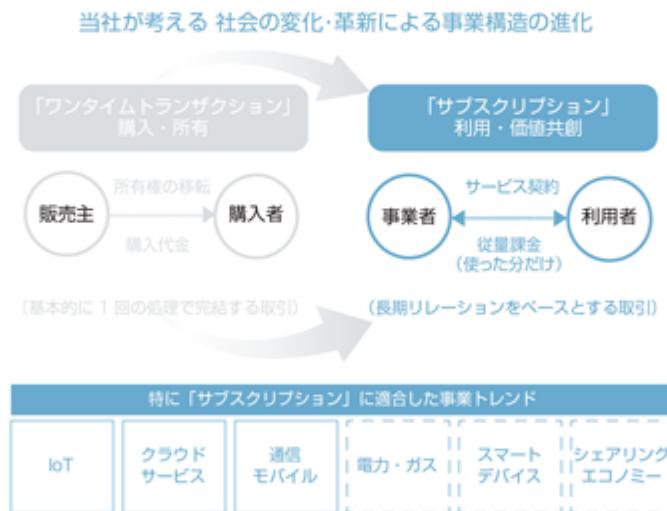 当社が考える 社会の変化・革新による事業構造の進化
「ワンタイムトランザクション」
購入・所有
「サブスクリプション」
利用・価値共創
販売主
所有権の移転
購入代金
購入者
事業者
サービス契約
従量課金
(使った分だけ)
利用者
(基本的に 1 回の処理で完結する取引)
(長期リレーションをベースとする取引)
特に「サブスクリプション」に適合した事業トレンド
IoT
クラウド
サービス
通信
モバイル
電力・ガス
スマート
デバイス
シェアリング
エコノミー